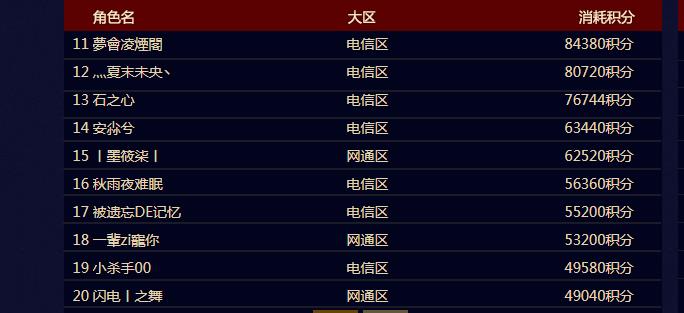 角色名 大区 消耗积分
11 夢會凌煙閣 电信区 84380积分
12 灬夏末未央丶 电信区 80720积分
13 石之心 电信区 76744积分
14 安尛兮 电信区 63440积分
15 丨墨筱柒丨 网通区 62520积分
16 秋雨夜难眠 电信区 56360积分
17 被遗忘DE记忆 电信区 55200积分
18 一輩zi寵你 网通区 53200积分
19 小杀手00 电信区 49580积分
20 闪电丨之舞 网通区 49040积分